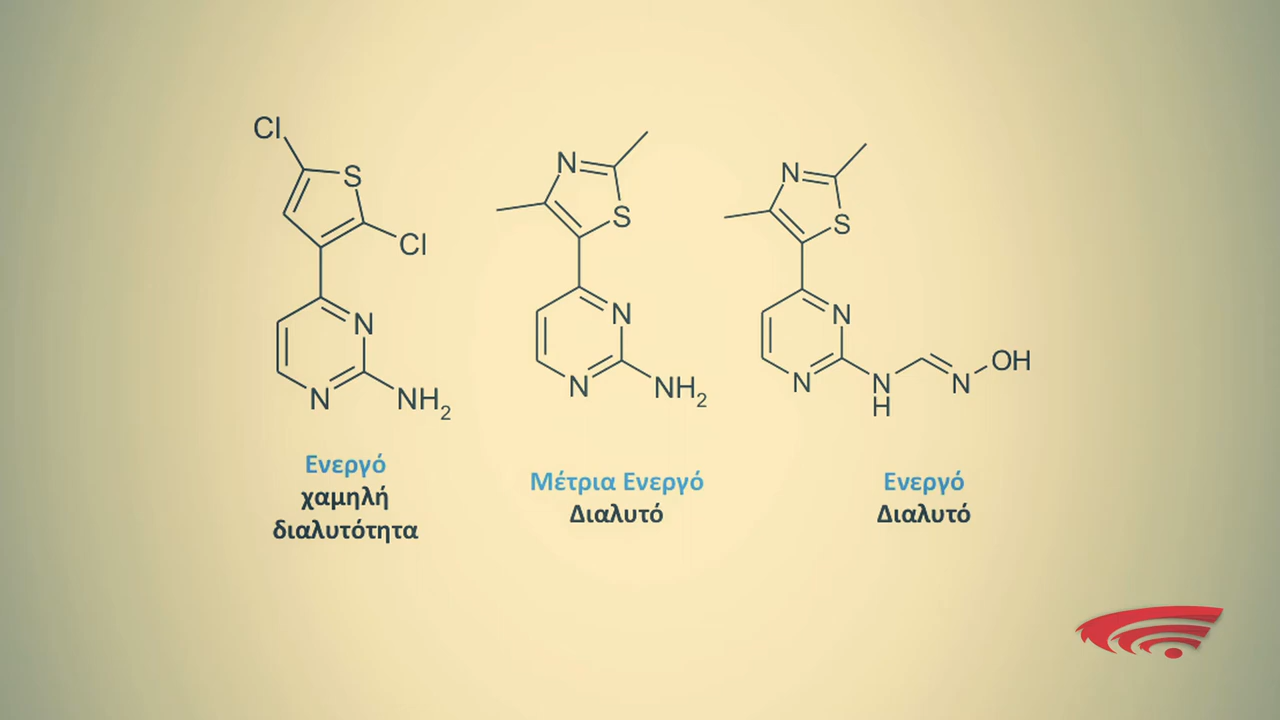 Cl
S
Cl
N
N
NH2
N
S
N
N
NH2
N
S
N
N
N
H
N
OH
Ενεργό
χαμηλή
διαλυτότητα
Μέτρια Ενεργό
Διαλυτό
Ενεργό
Διαλυτό